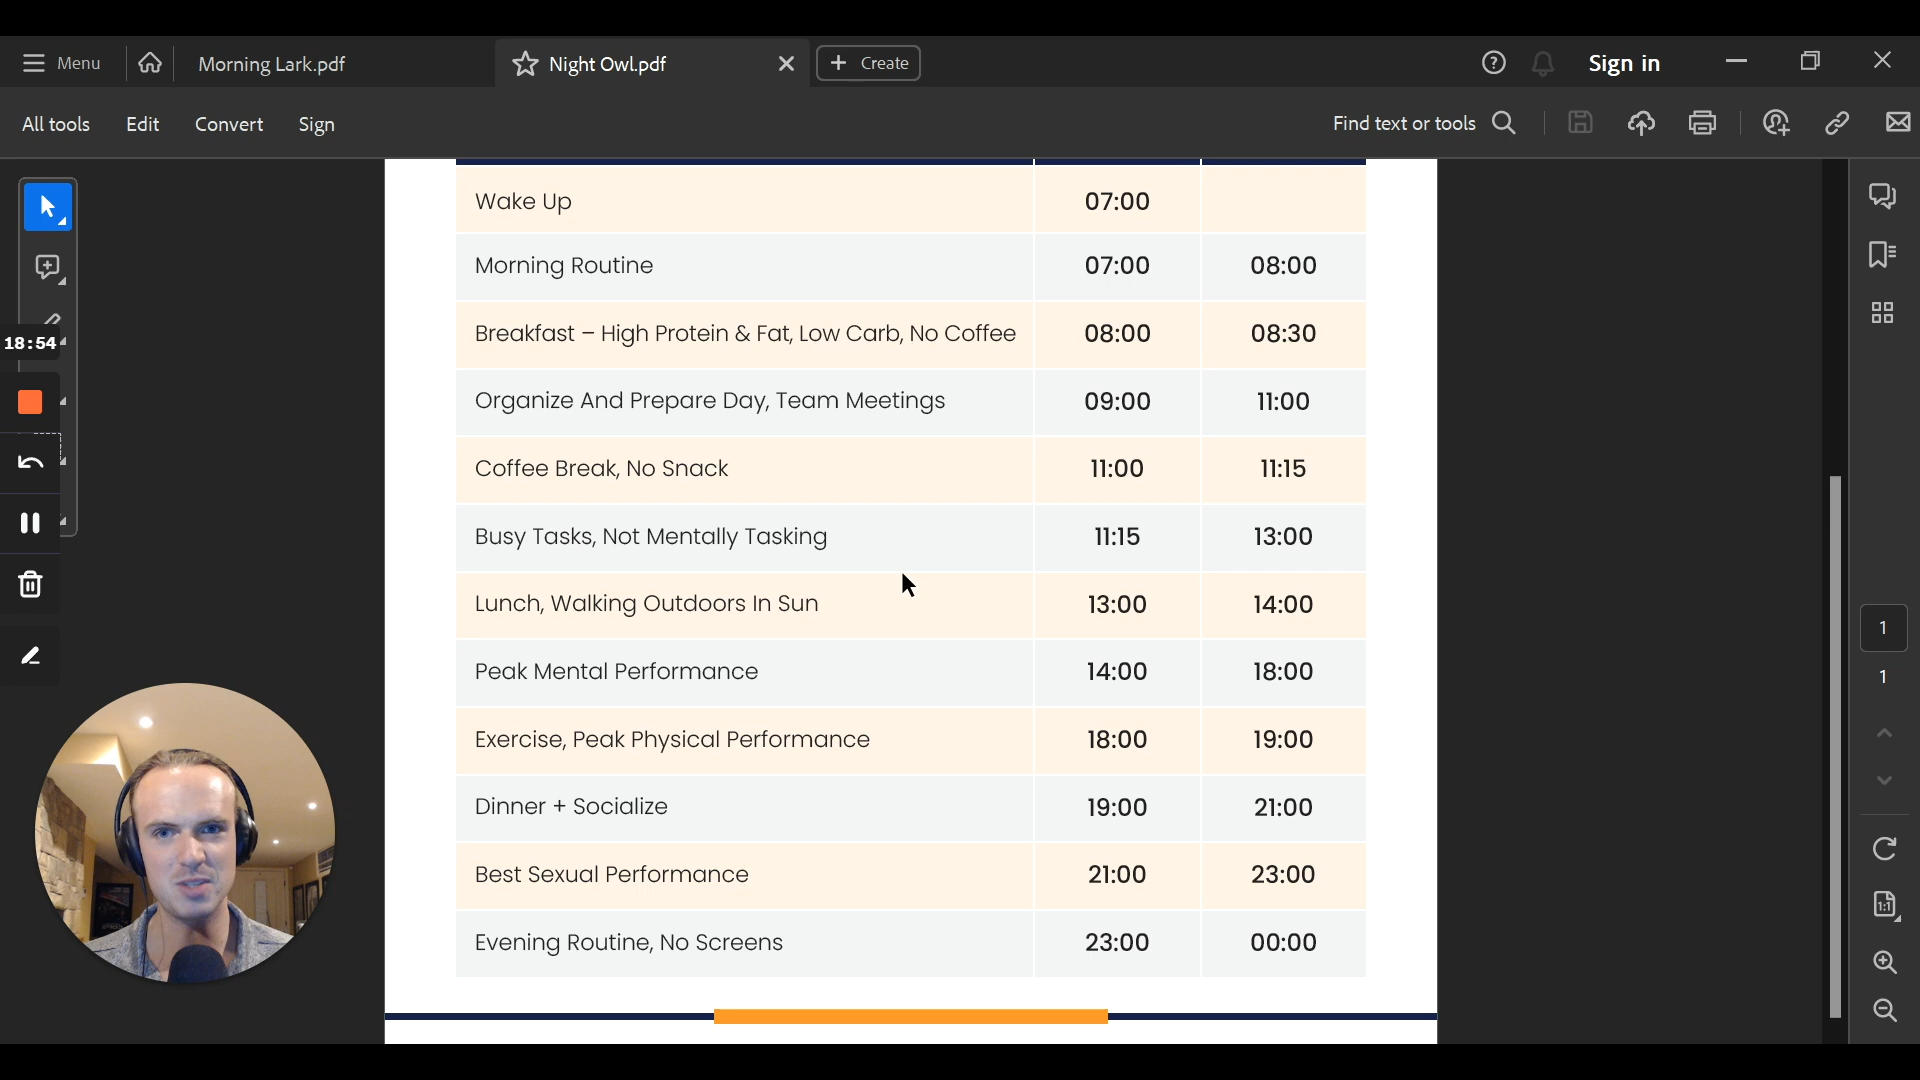 Menu
Morning Lark.pdf
Night Owl.pdf
Create
Sign in
All tools
Edit
Convert
Sign
Find text or tools
Wake Up 07:00
Morning Routine 07:00 08:00
Breakfast – High Protein & Fat, Low Carb, No Coffee 08:00 08:30
Organize And Prepare Day, Team Meetings 09:00 11:00
Coffee Break, No Snack 11:00 11:15
Busy Tasks, Not Mentally Tasking 11:15 13:00
Lunch, Walking Outdoors In Sun 13:00 14:00
Peak Mental Performance 14:00 18:00
Exercise, Peak Physical Performance 18:00 19:00
Dinner + Socialize 19:00 21:00
Best Sexual Performance 21:00 23:00
Evening Routine, No Screens 23:00 00:00
18:54
1
1
1:1